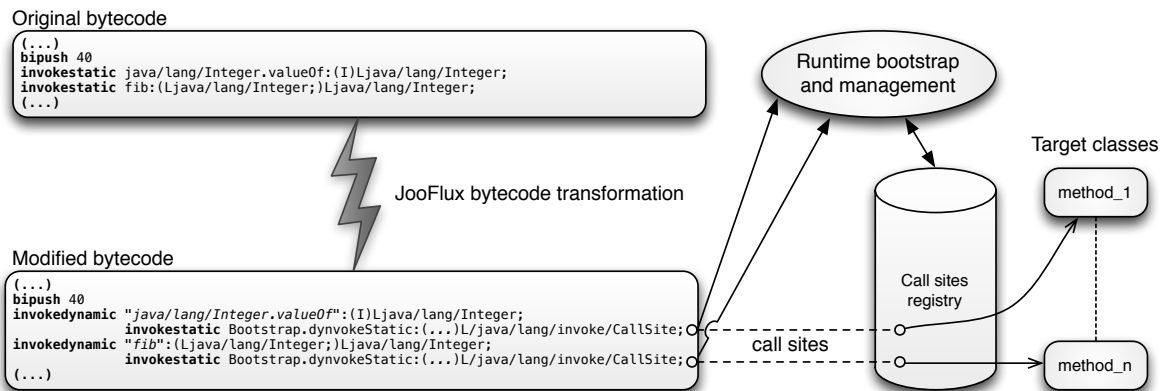 Original bytecode
(...)
bipush 40
invokestatic java/lang/Integer.valueOf:(I)Ljava/lang/Integer;
invokestatic fib:(Ljava/lang/Integer;)Ljava/lang/Integer;
(...)
Runtime bootstrap
and management
Target classes
method_1
JooFlux bytecode transformation
Modified bytecode
(...)
bipush 40
invokedynamic "java/lang/Integer.valueOf":(I)Ljava/lang/Integer;
invokestatic Bootstrap.dynvokeStatic:(...)L/java/lang/invoke/CallSite;
invokedynamic "fib":(Ljava/lang/Integer;)Ljava/lang/Integer;
invokestatic Bootstrap.dynvokeStatic:(...)L/java/lang/invoke/CallSite;
(...)
call sites
Call sites
registry
method_n